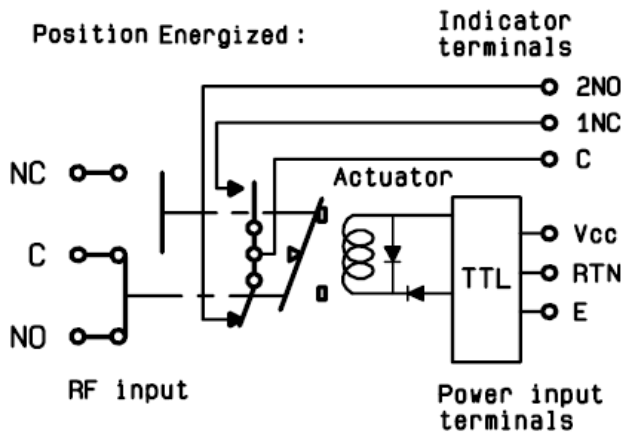 Position Energized :
Indicator
terminals
2NO
1NC
C
Actuator
NC
C
NO
TTL
Vcc
RTN
E
RF input
Power input
terminals